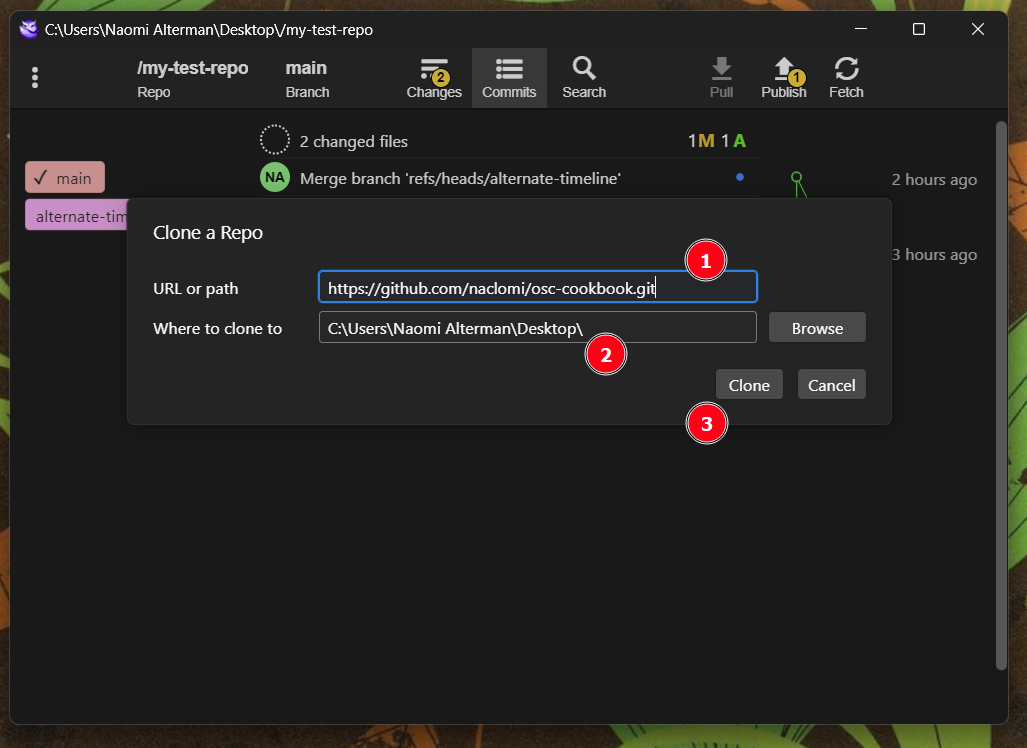 C:\Users\Naomi Alterman\Desktop\/my-test-repo
/my-test-repo
Repo
main
Branch
2
Changes
Commits
Search
Pull
1
Publish
Fetch
2 changed files
1M 1A
✓ main
NA
Merge branch 'refs/heads/alternate-timeline'
2 hours ago
alternate-tim
3 hours ago
Clone a Repo
1
URL or path
https://github.com/naclomi/osc-cookbook.git
Where to clone to
C:\Users\Naomi Alterman\Desktop\
Browse
2
Clone
Cancel
3